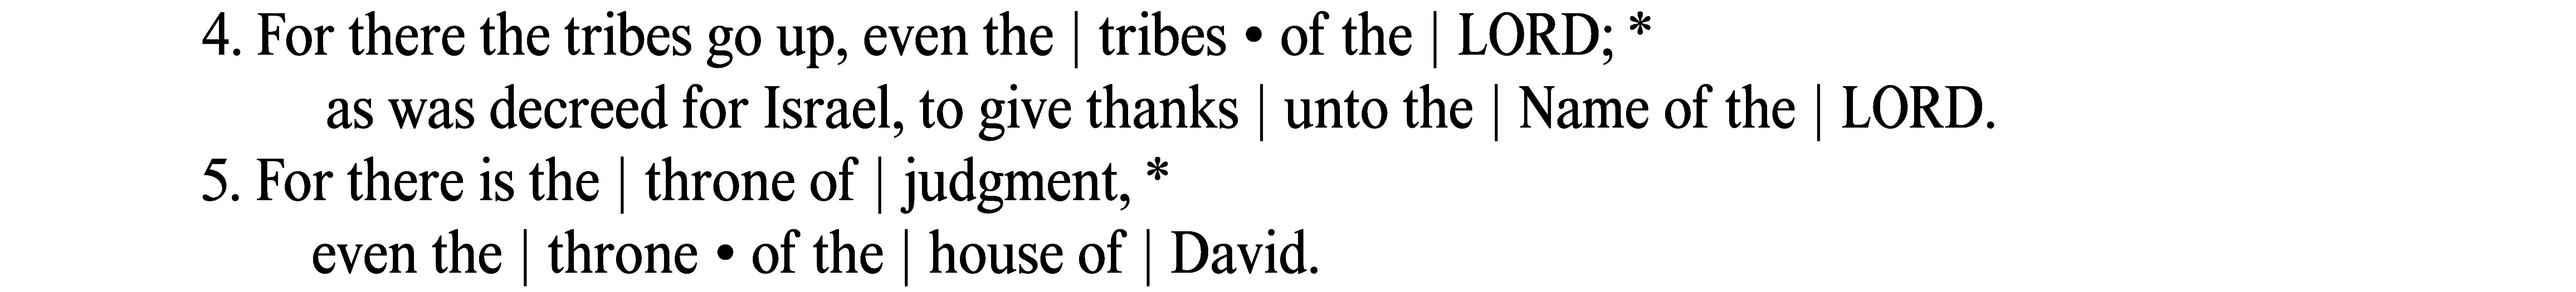 4. For there the tribes go up, even the | tribes • of the | LORD; *
as was decreed for Israel, to give thanks | unto the | Name of the | LORD.
5. For there is the | throne of | judgment, *
even the | throne • of the | house of | David.